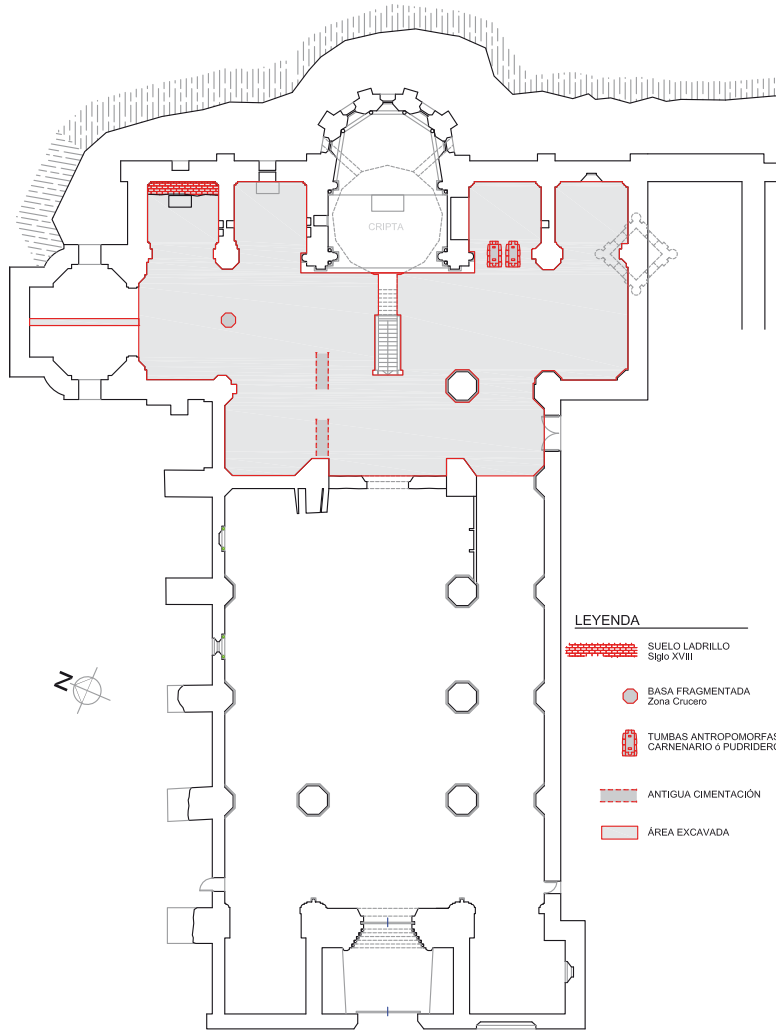 CRIPTA
N
LEYENDA
SUELO LADRILLO
Siglo XVIII
BASA FRAGMENTADA
Zona Crucero
TUMBAS ANTROPOMORFAS
CARNENARIO ó PUDRIDERO
ANTIGUA CIMENTACIÓN
ÁREA EXCAVADA